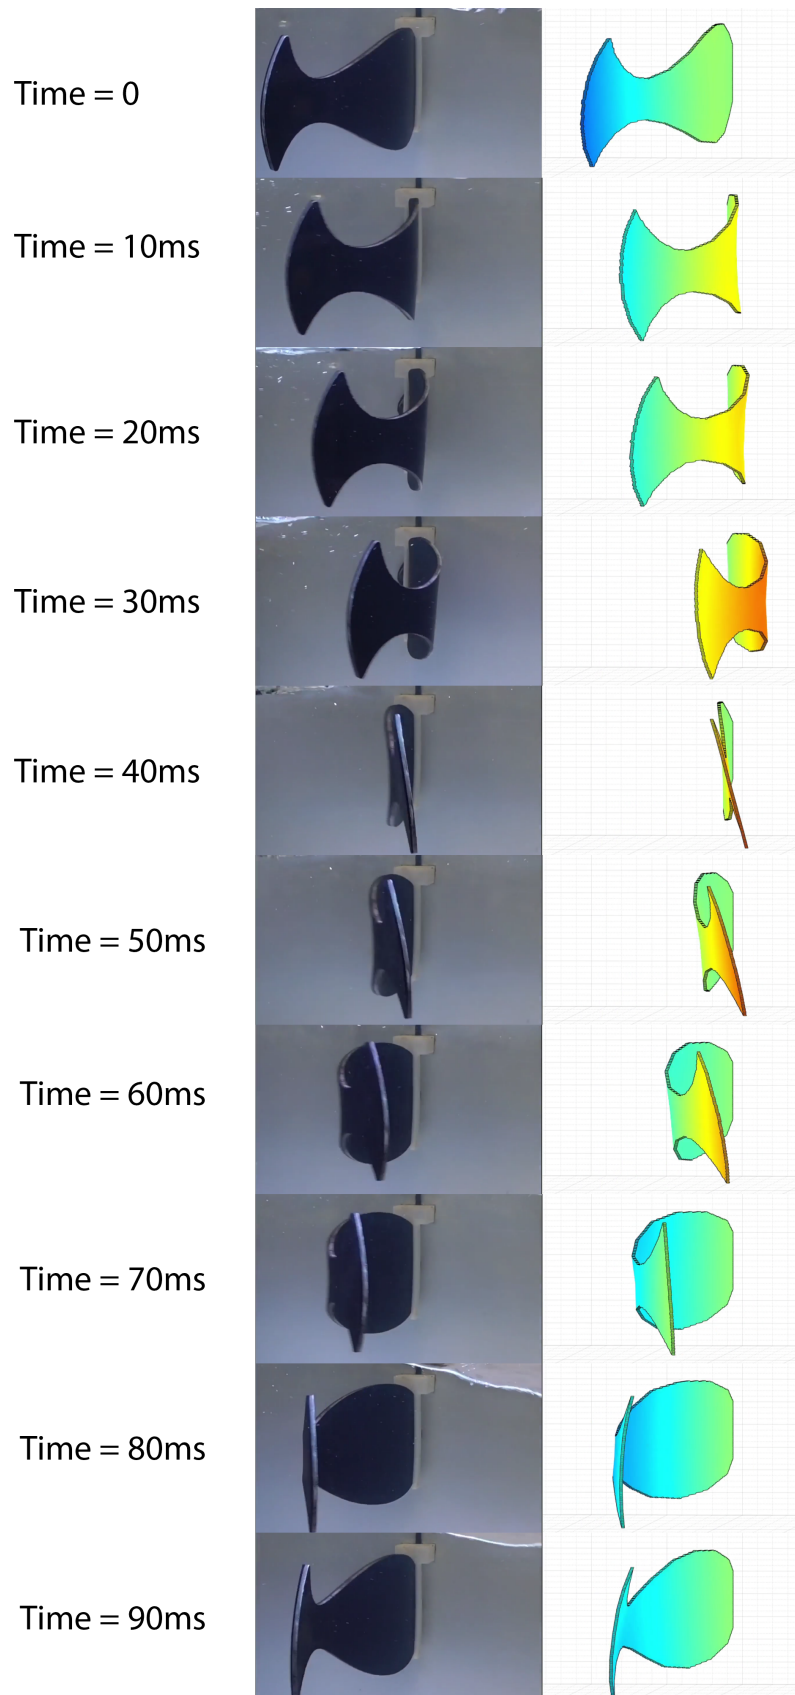 Time = 0
Time = 10ms
Time = 20ms
Time = 30ms
Time = 40ms
Time = 50ms
Time = 60ms
Time = 70ms
Time = 80ms
Time = 90ms